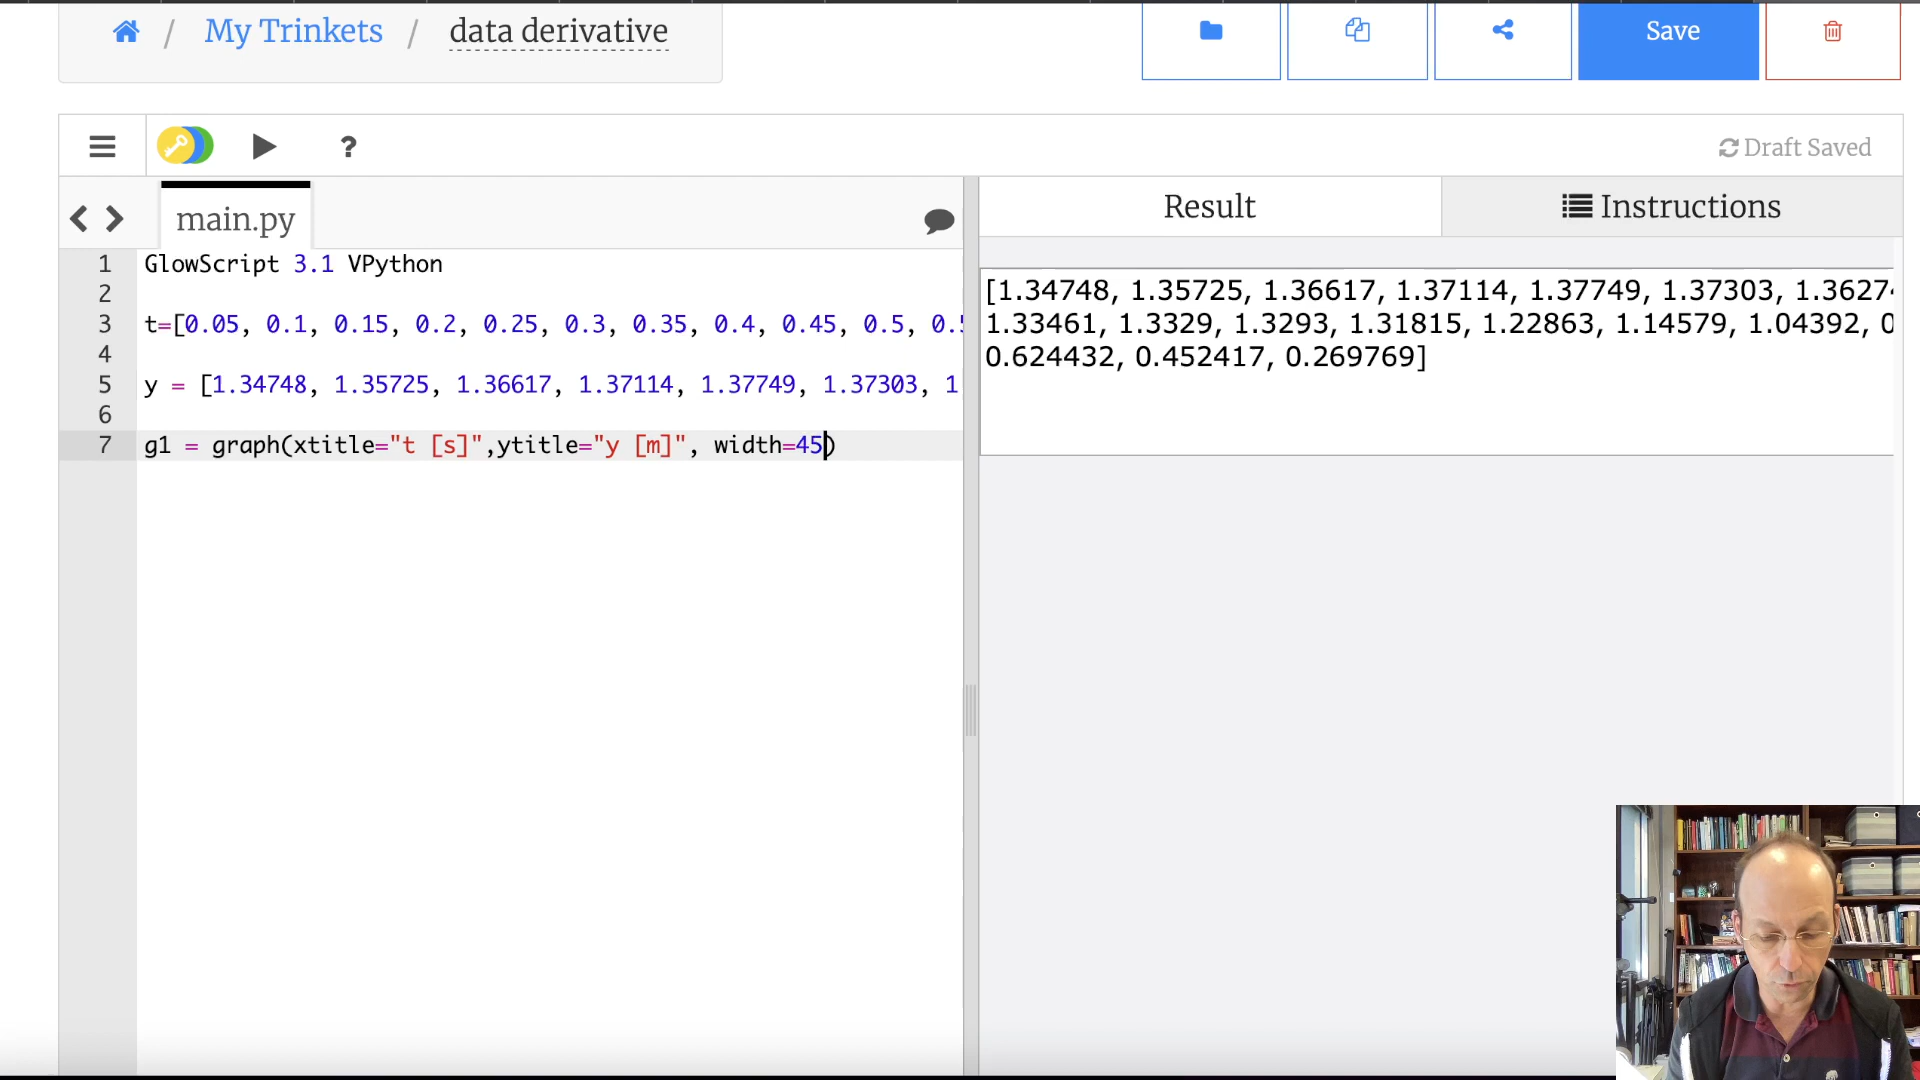 / My Trinkets / data derivative
Save
?
Draft Saved
main.py
Result
Instructions
1 GlowScript 3.1 VPython
2
3 t=[0.05, 0.1, 0.15, 0.2, 0.25, 0.3, 0.35, 0.4, 0.45, 0.5,
4
5 y = [1.34748, 1.35725, 1.36617, 1.37114, 1.37749, 1.37303, 1
6
7 g1 = graph(xtitle="t [s]",ytitle="y [m]", width=45)
[1.34748, 1.35725, 1.36617, 1.37114, 1.37749, 1.37303, 1.3627
1.33461, 1.3329, 1.3293, 1.31815, 1.22863, 1.14579, 1.04392, 0
0.624432, 0.452417, 0.269769]